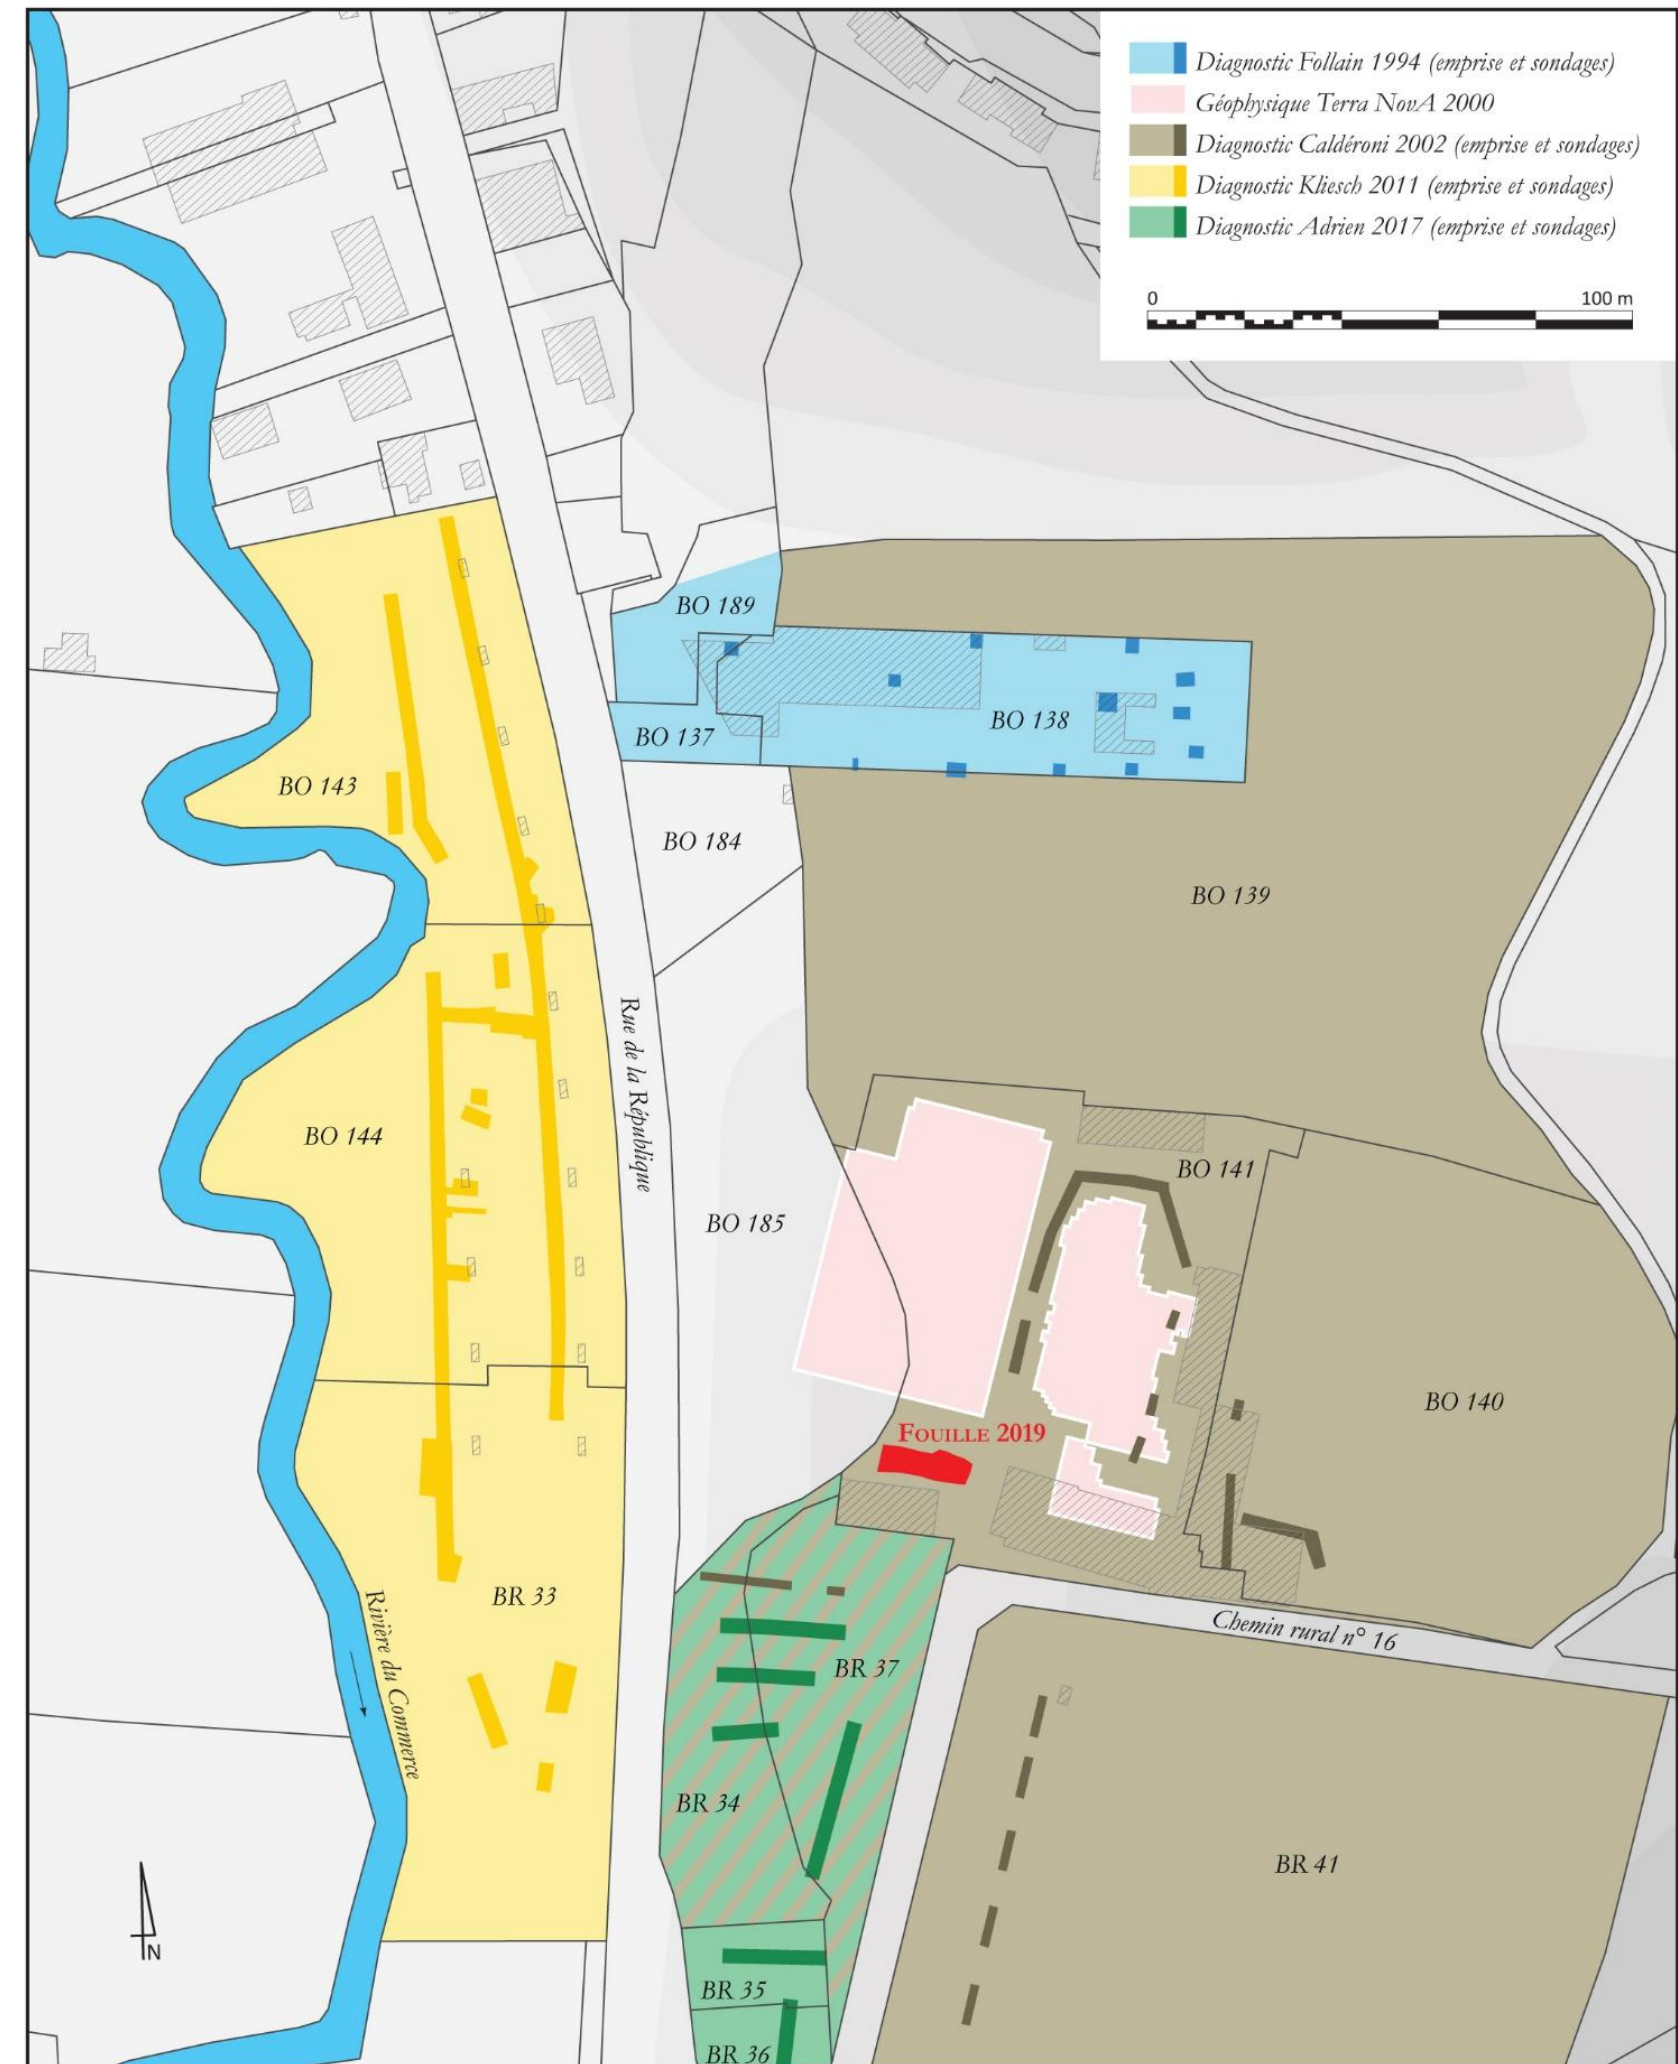 Diagnostic Follain 1994 (emprise et sondages)
Géophysique Terra NovA 2000
Diagnostic Caldéroni 2002 (emprise et sondages)
Diagnostic Kliesch 2011 (emprise et sondages)
Diagnostic Adrien 2017 (emprise et sondages)
0 100 m
BO 189
BO 138
BO 137
BO 143
BO 184
BO 139
Rue de la République
BO 144
BO 141
BO 185
BO 140
FOUILLE 2019
BR 33
Rivière du Commerce
Chemin rural n° 16
BR 37
BR 34
BR 41
N
BR 35
BR 36